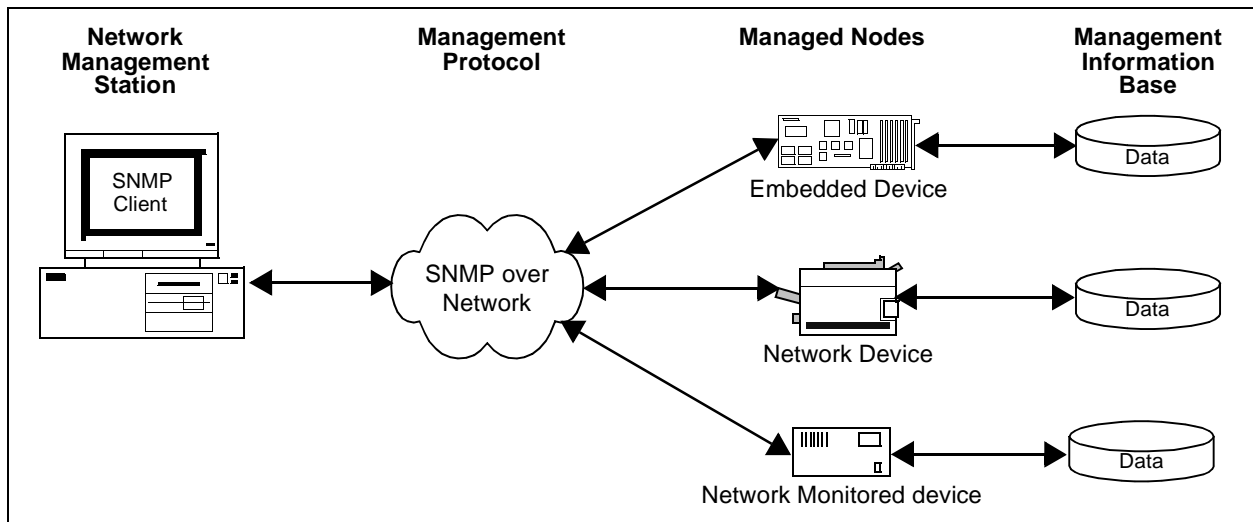 Network
Management
Station
Management
Protocol
Managed Nodes
Management
Information
Base
SNMP
Client
SNMP over
Network
Embedded Device
Data
Network Device
Data
Network Monitored device
Data